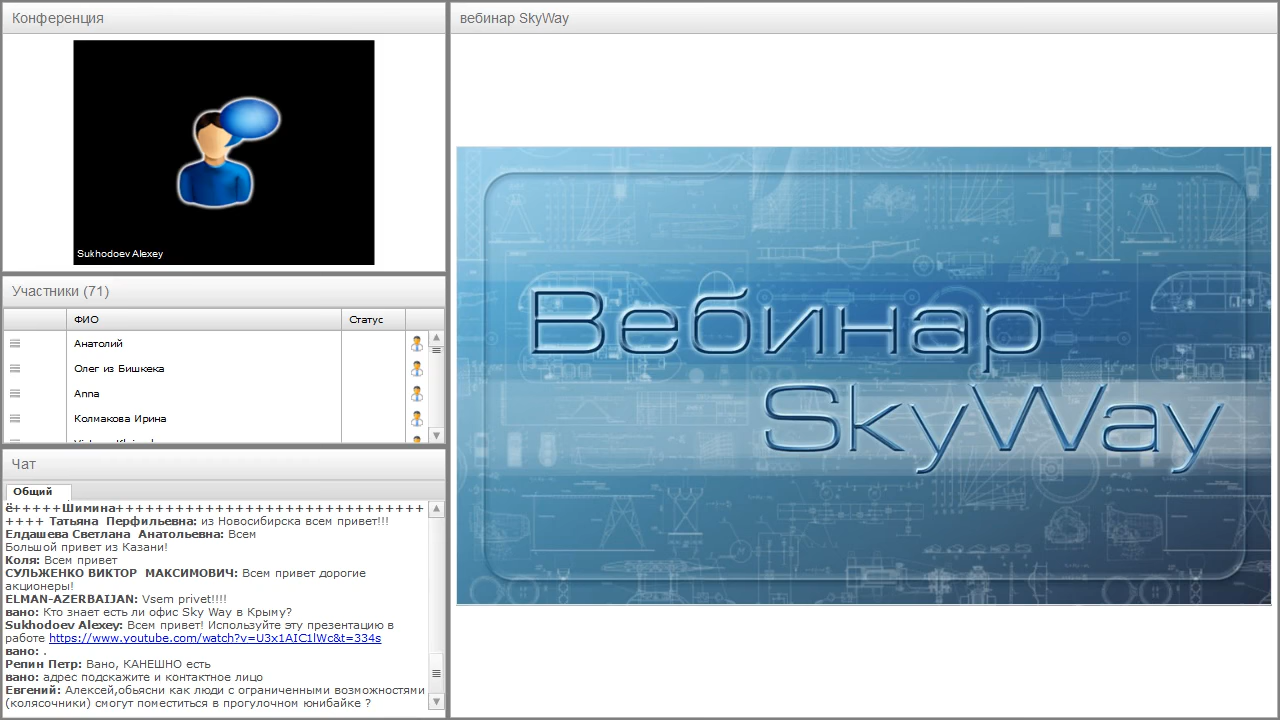 Конференция
Sukhodoev Alexey
Участники (71)
ФИО
Статус
Анатолий
Олег из Бишкека
Anna
Колмакова Ирина
Чат
Общий
ё+++++Шимина+++++++++++++++++++++++++++++++
++++ Татьяна Перфильевна: из Новосибирска всем привет!!!
Елдашева Светлана Анатольевна: Всем
Большой привет из Казани!
Коля: Всем привет
СУЛЬЖЕНКО ВИКТОР МАКСИМОВИЧ: Всем привет дорогие
акционеры!
ELMAN-AZERBAIJAN: Vsem privet!!!!
вано: Кто знает есть ли офис Sky Way в Крыму?
Sukhodoev Alexey: Всем привет! Используйте эту презентацию в
работе https://www.youtube.com/watch?v=U3x1AIC1lWc&t=334s
вано: .
Репин Петр: Вано, КАНЕШНО есть
вано: адрес подскажите и контактное лицо
Евгений: Алексей,обьясни как люди с ограниченными возможностями
(колясочники) смогут поместиться в прогулочном юнибайке ?
вебинар SkyWay
Вебинар
SkyWay